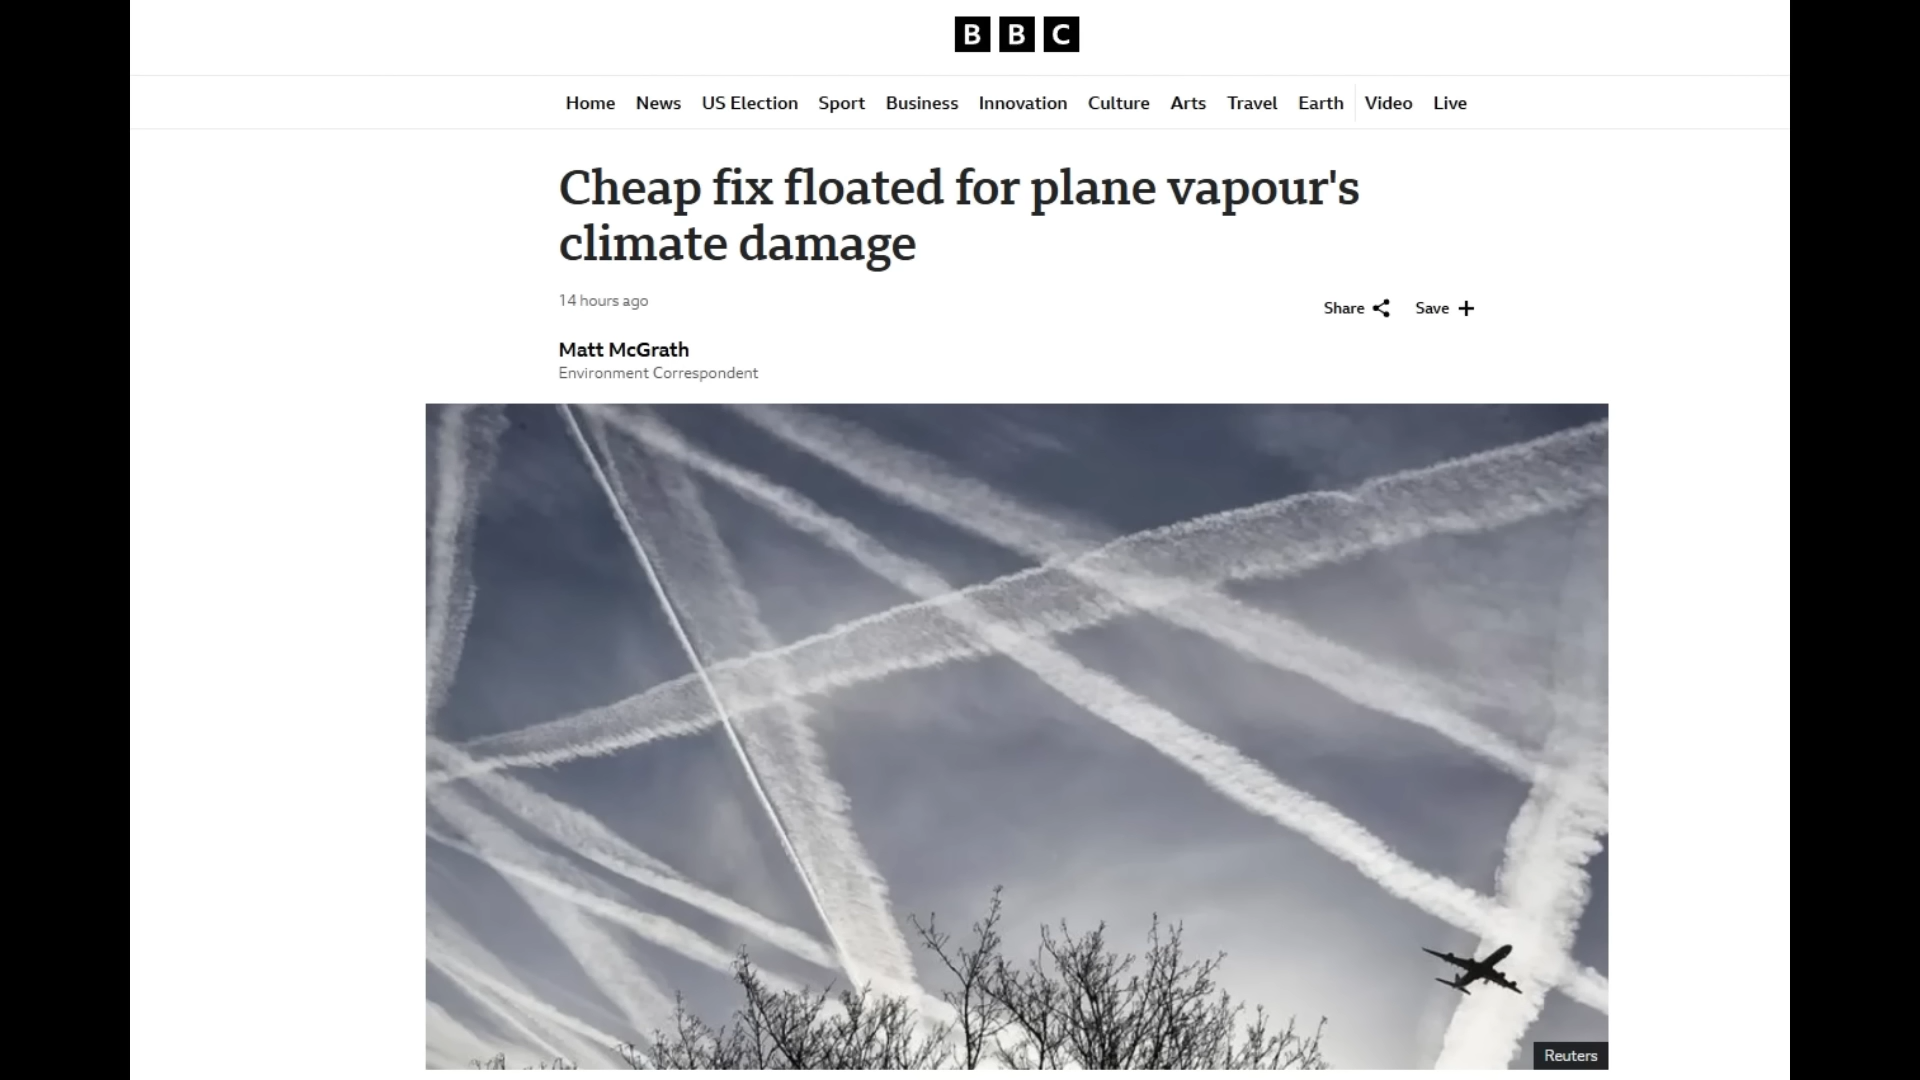 BBC
Home News US Election Sport Business Innovation Culture Arts Travel Earth Video Live
Cheap fix floated for plane vapour's
climate damage
14 hours ago
Share Save
Matt McGrath
Environment Correspondent
Reuters